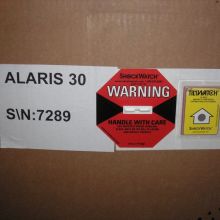 ALARIS 30
S\N:7289
SHOCKWATCH
WARNING
HANDLE WITH CARE
TILTWATCH